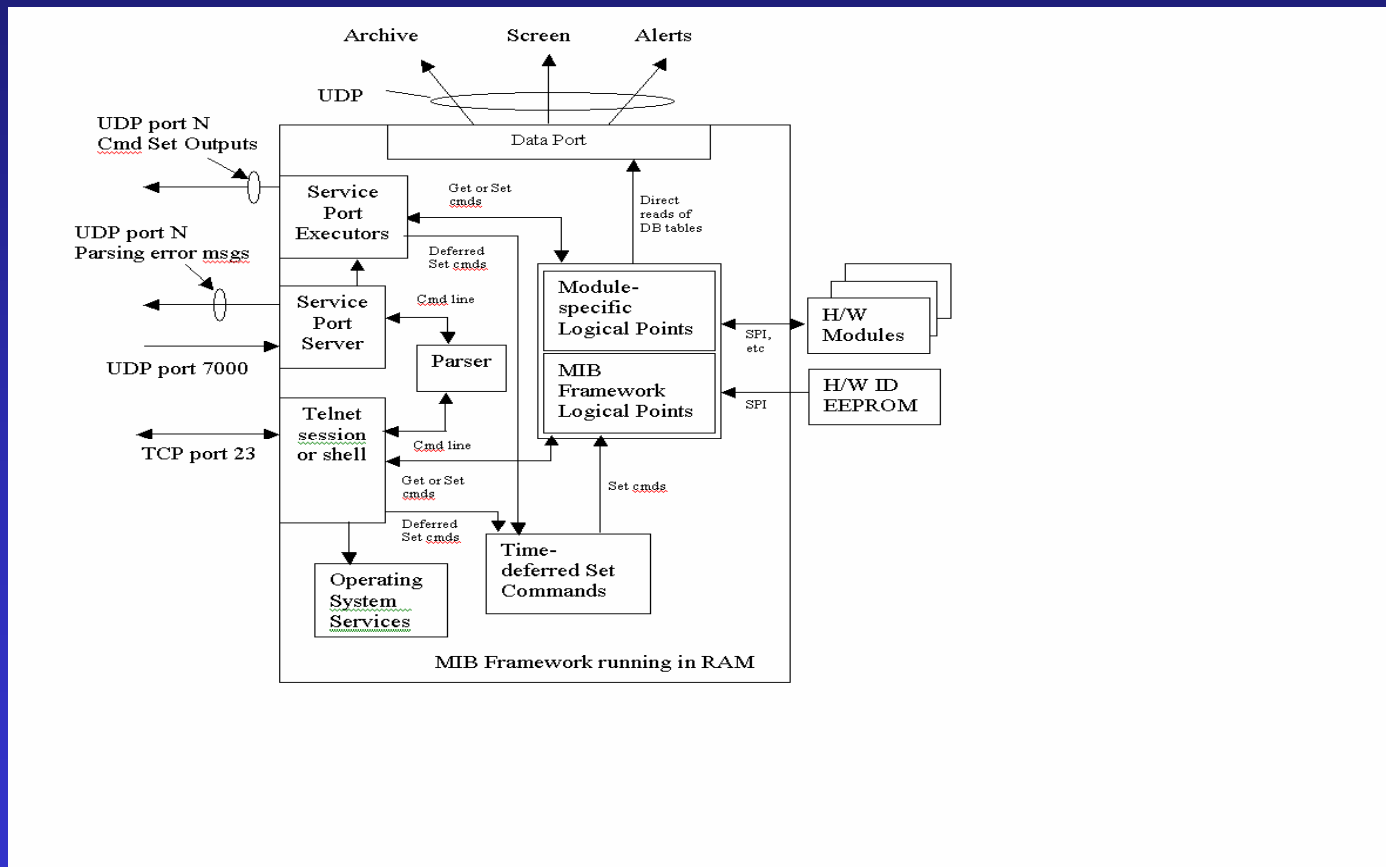 Archive
Screen
Alerts
UDP
UDP port N
Cmd Set Outputs
Data Port
Service
Port
Executors
Get or Set
cmds
Direct
reads of
DB tables
UDP port N
Parsing error msgs
Deferred
Set cmds
Service
Port
Server
Cmd line
Module-
specific
Logical Points
H/W
Modules
SPI,
etc
UDP port 7000
Parser
MIB
Framework
Logical Points
H/W ID
EEPROM
SPI
Telnet
session
or shell
TCP port 23
Cmd line
Get or Set
cmds
Set cmds
Deferred
Set cmds
Time-
deferred Set
Commands
Operating
System
Services
MIB Framework running in RAM